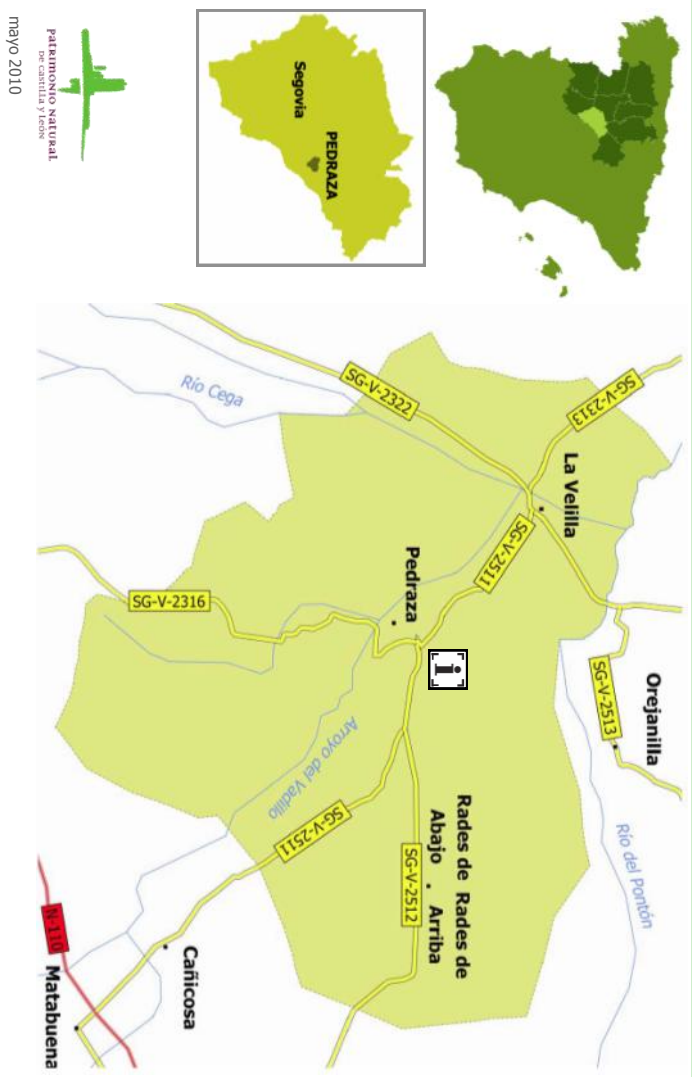 Segovia
PEDRAZA
PATRIMONIO NATURAL
DE CASTILLA Y LEÓN
mayo 2010
SG-V-2313
La Velilla
SG-V-2322
Río Cega
SG-V-2511
Pedraza
SG-V-2316
i
Orejanilla
SG-V-2513
Río del Pontón
Arroyo del Vadillo
SG-V-2511
Rades de
Abajo
Rades de
Arriba
SG-V-2512
Cañicosa
N-110
Matabuena